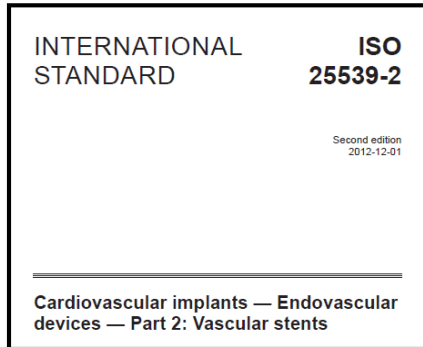 INTERNATIONAL
STANDARD
ISO
25539-2
Second edition
2012-12-01
Cardiovascular implants — Endovascular
devices — Part 2: Vascular stents